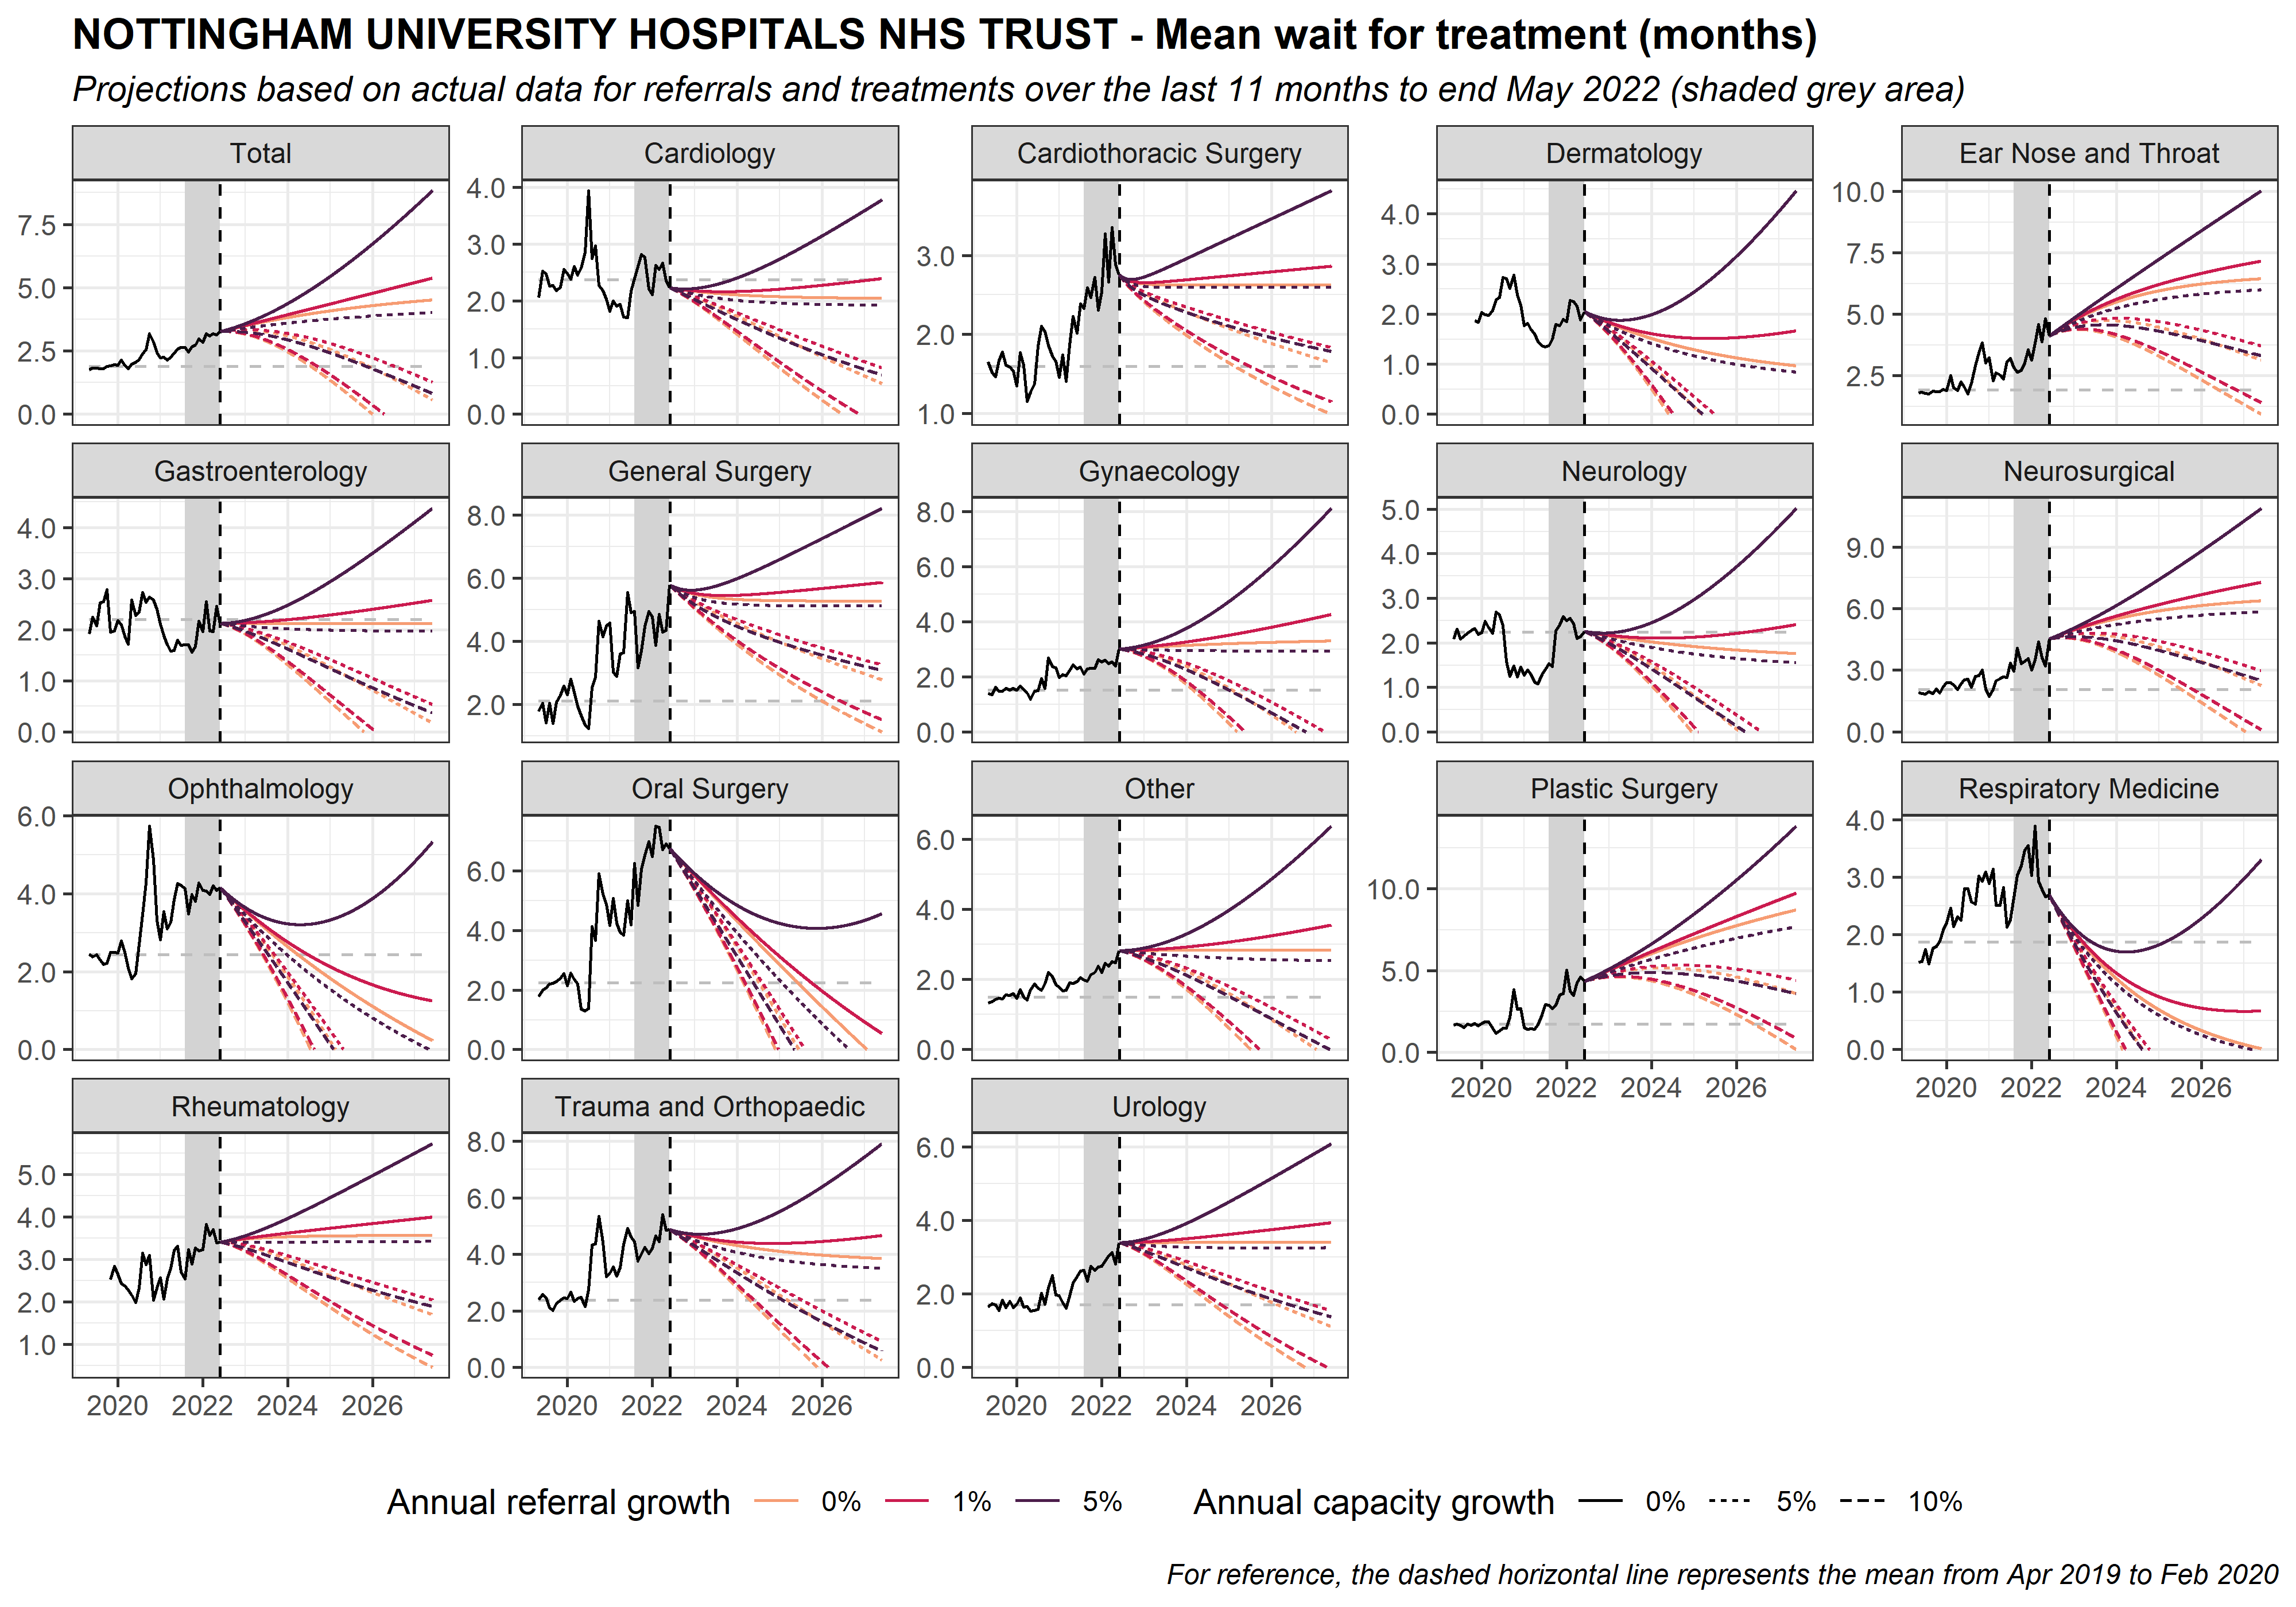 NOTTINGHAM UNIVERSITY HOSPITALS NHS TRUST - Mean wait for treatment (months)
Projections based on actual data for referrals and treatments over the last 11 months to end May 2022 (shaded grey area)
Total
7.5
5.0
2.5
0.0
Cardiology
4.0
3.0
2.0
1.0
0.0
Cardiothoracic Surgery
3.0
2.0
1.0
Dermatology
4.0
3.0
2.0
1.0
0.0
Ear Nose and Throat
10.0
7.5
5.0
2.5
Gastroenterology
4.0
3.0
2.0
1.0
0.0
General Surgery
8.0
6.0
4.0
2.0
Gynaecology
8.0
6.0
4.0
2.0
0.0
Neurology
5.0
4.0
3.0
2.0
1.0
0.0
Neurosurgical
9.0
6.0
3.0
0.0
Ophthalmology
6.0
4.0
2.0
0.0
Oral Surgery
6.0
4.0
2.0
0.0
Other
6.0
4.0
2.0
0.0
Plastic Surgery
10.0
5.0
0.0
2020 2022 2024 2026
Respiratory Medicine
4.0
3.0
2.0
1.0
0.0
2020 2022 2024 2026
Rheumatology
5.0
4.0
3.0
2.0
1.0
2020 2022 2024 2026
Trauma and Orthopaedic
8.0
6.0
4.0
2.0
0.0
2020 2022 2024 2026
Urology
6.0
4.0
2.0
0.0
2020 2022 2024 2026
Annual referral growth 0% 1% 5% Annual capacity growth 0% 5% 10%
For reference, the dashed horizontal line represents the mean from Apr 2019 to Feb 2020